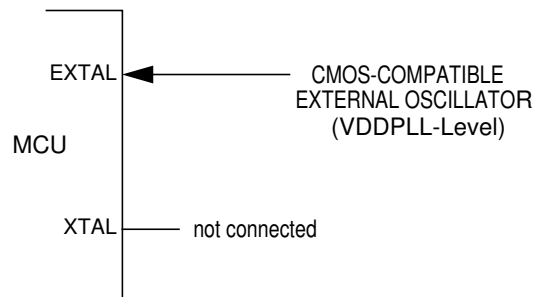 EXTAL
CMOS-COMPATIBLE
EXTERNAL OSCILLATOR
(VDDPLL-Level)
MCU
XTAL
not connected